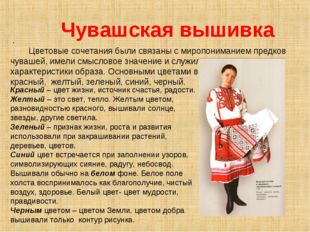 Чувашская вышивка
Цветовые сочетания были связаны с миропониманием предков
чувашей, имели смысловое значение и служил
характеристики образа. Основными цветами в
красный, желтый, зеленый, синий, черный.
Красный – цвет жизни, источник счастья, радости.
Желтый – это свет, тепло. Желтым цветом,
разновидностью красного, вышивали солнце,
звезды, другие светила.
Зеленый – признак жизни, роста и развития
использовали при закрашивании растений,
деревьев, цветов.
Синий цвет встречается при заполнении узоров,
символизирующих сияние, радугу, небосвод.
Вышивали обычно на белом фоне. Белое поле
холста воспринималось как благополучие, чистый
воздух, здоровье. Белый цвет- цвет мудрости,
правдивости.
Черным цветом – цветом Земли, цветом добра
вышивали только контур рисунка.